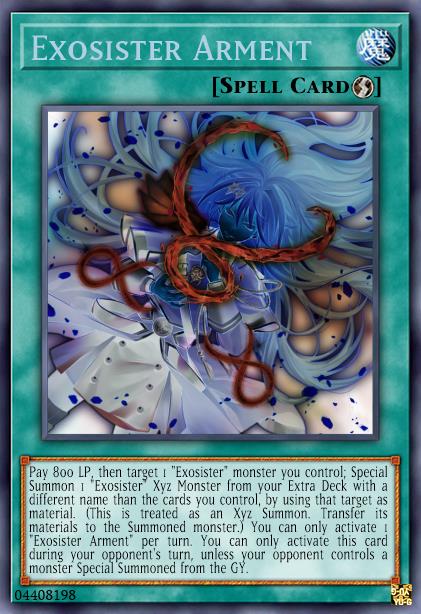 Exosister Arment
魔
[Spell Card]
Pay 800 LP, then target 1 "Exosister" monster you control; Special
Summon 1 "Exosister" Xyz Monster from your Extra Deck with a
different name than the cards you control, by using that target as
material. (This is treated as an Xyz Summon. Transfer its
materials to the Summoned monster.) You can only activate 1
"Exosister Arment" per turn. You can only activate this card
during your opponent's turn, unless your opponent controls a
monster Special Summoned from the GY.
04408198